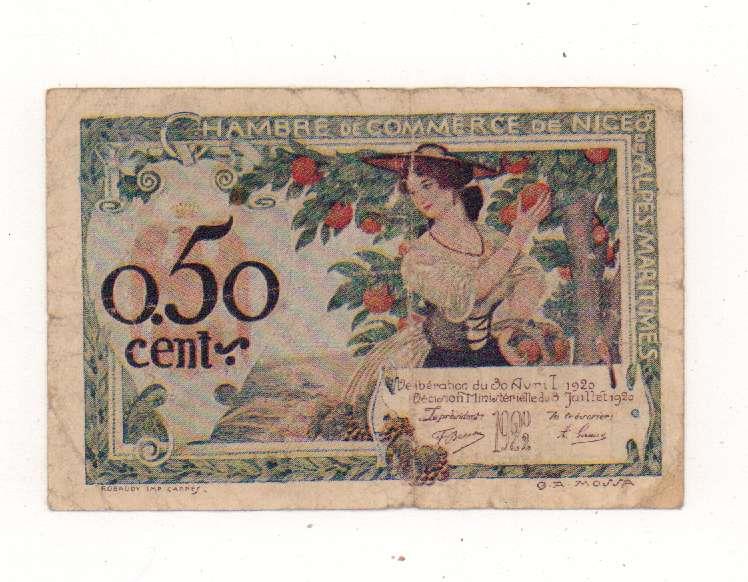 CHAMBRE DE COMMERCE DE NICE & DES ALPES MARITIMES
0.50
cent.
Délibération du 30 Avril 1920
Décision Ministérielle du 3 Juillet 1920
Le président: Le trésorier:
ROBAUDY IMP. CANNES.
G.A. MOSSA